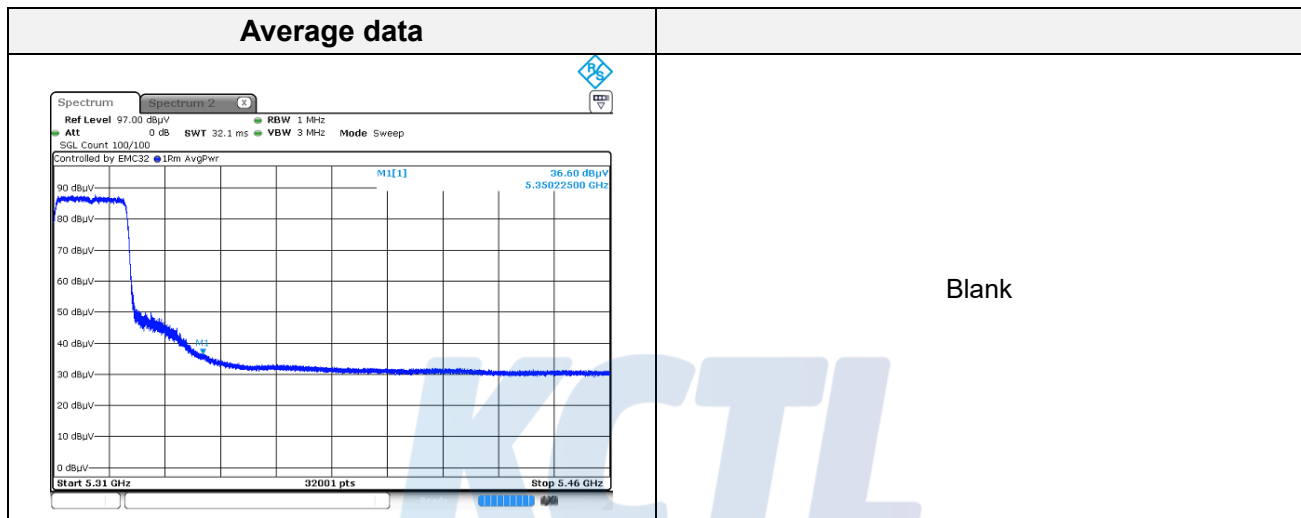 Average data
R&S
Spectrum
Spectrum 2
X
Ref Level 97.00 dBµV
RBW 1 MHz
Att 0 dB SWT 32.1 ms VBW 3 MHz Mode Sweep
SGL Count 100/100
Controlled by EMC32 1Rm AvgPwr
M1[1] 36.60 dBµV
5.35022500 GHz
90 dBµV
80 dBµV
70 dBµV
60 dBµV
50 dBµV
40 dBµV
M1
30 dBµV
20 dBµV
10 dBµV
0 dBµV
Start 5.31 GHz 32001 pts Stop 5.46 GHz
Blank
KCTL